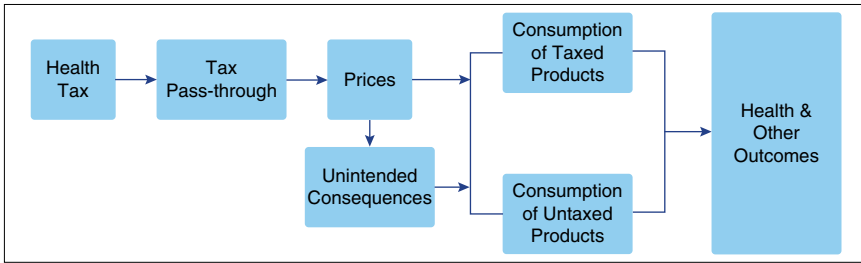 Health
Tax
Tax
Pass-through
Prices
Unintended
Consequences
Consumption
of Taxed
Products
Consumption
of Untaxed
Products
Health &
Other
Outcomes